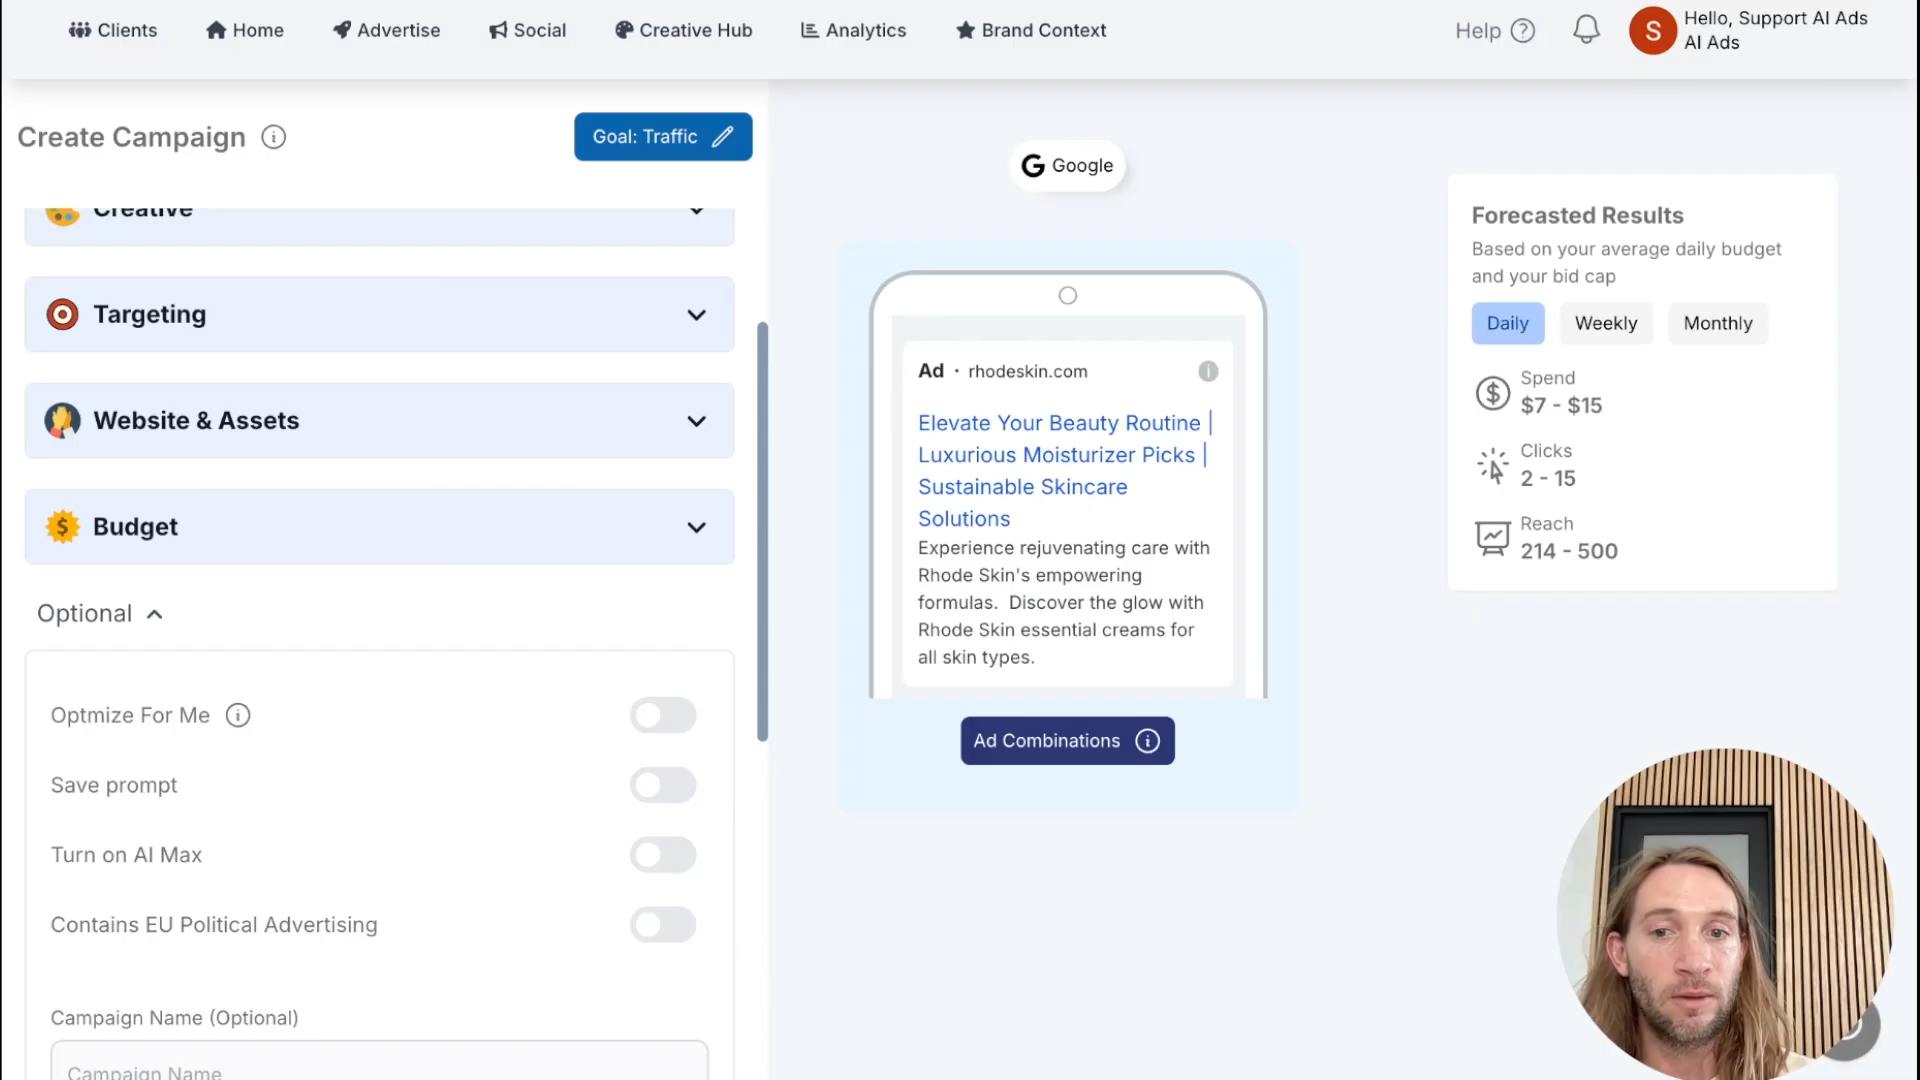 Clients
Home
Advertise
Social
Creative Hub
Analytics
Brand Context
Help
S
Hello, Support AI Ads
AI Ads
Create Campaign
Goal: Traffic
Creative
Targeting
Website & Assets
Budget
Optional
Optmize For Me
Save prompt
Turn on AI Max
Contains EU Political Advertising
Campaign Name (Optional)
Campaign Name
G Google
Ad · rhodeskin.com
Elevate Your Beauty Routine |
Luxurious Moisturizer Picks |
Sustainable Skincare
Solutions
Experience rejuvenating care with
Rhode Skin's empowering
formulas. Discover the glow with
Rhode Skin essential creams for
all skin types.
Ad Combinations
Forecasted Results
Based on your average daily budget
and your bid cap
Daily
Weekly
Monthly
Spend
$7 - $15
Clicks
2 - 15
Reach
214 - 500